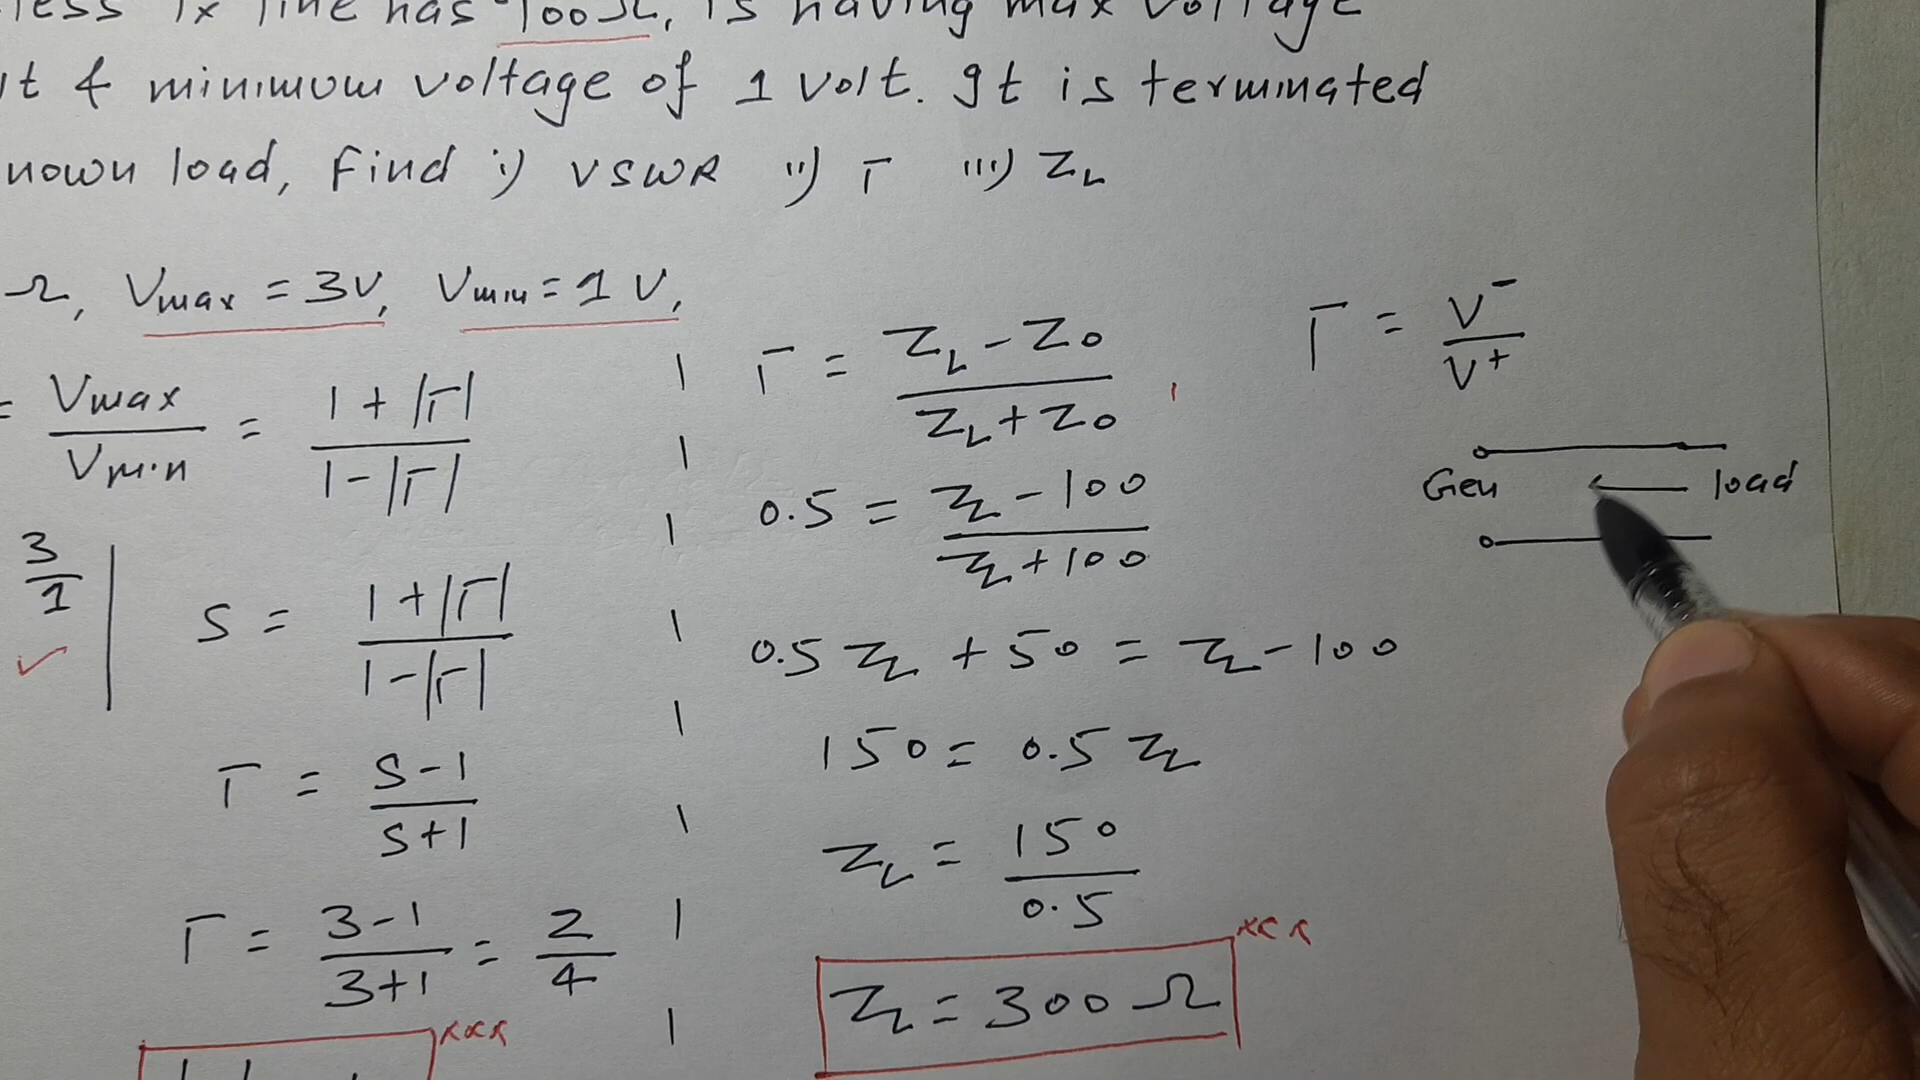 less Tx line has 100Ω, is having max voltage
& minimum voltage of 1 volt. It is terminated
load, Find i) VSWR ii) Γ iii) ZL
Ω, Vmax = 3V, Vmin = 1 V,
= Vmax / Vmin = 1 + |Γ| / 1 - |Γ|
3 / 1
S = 1 + |Γ| / 1 - |Γ|
Γ = S - 1 / S + 1
Γ = 3 - 1 / 3 + 1 = 2 / 4
Γ = ZL - Z0 / ZL + Z0
0.5 = ZL - 100 / ZL + 100
0.5 ZL + 50 = ZL - 100
150 = 0.5 ZL
ZL = 150 / 0.5
ZL = 300 Ω
Γ = V⁻ / V⁺
Gen load